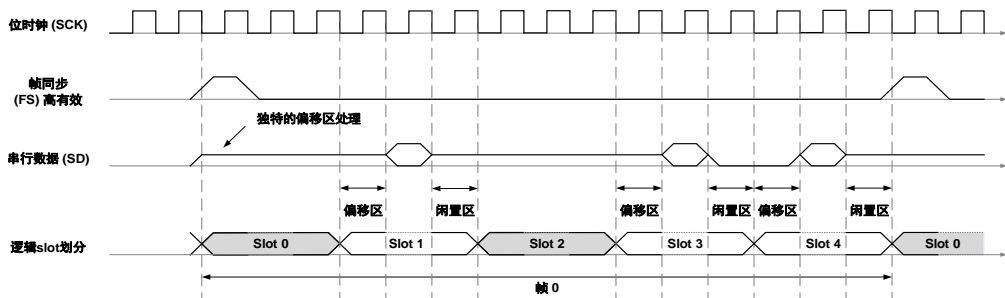 位时钟 (SCK)
帧同步
(FS) 高有效
独特的偏移区处理
串行数据 (SD)
偏移区
闲置区
偏移区
闲置区
偏移区
闲置区
逻辑slot划分
Slot 0
Slot 1
Slot 2
Slot 3
Slot 4
Slot 0
帧 0